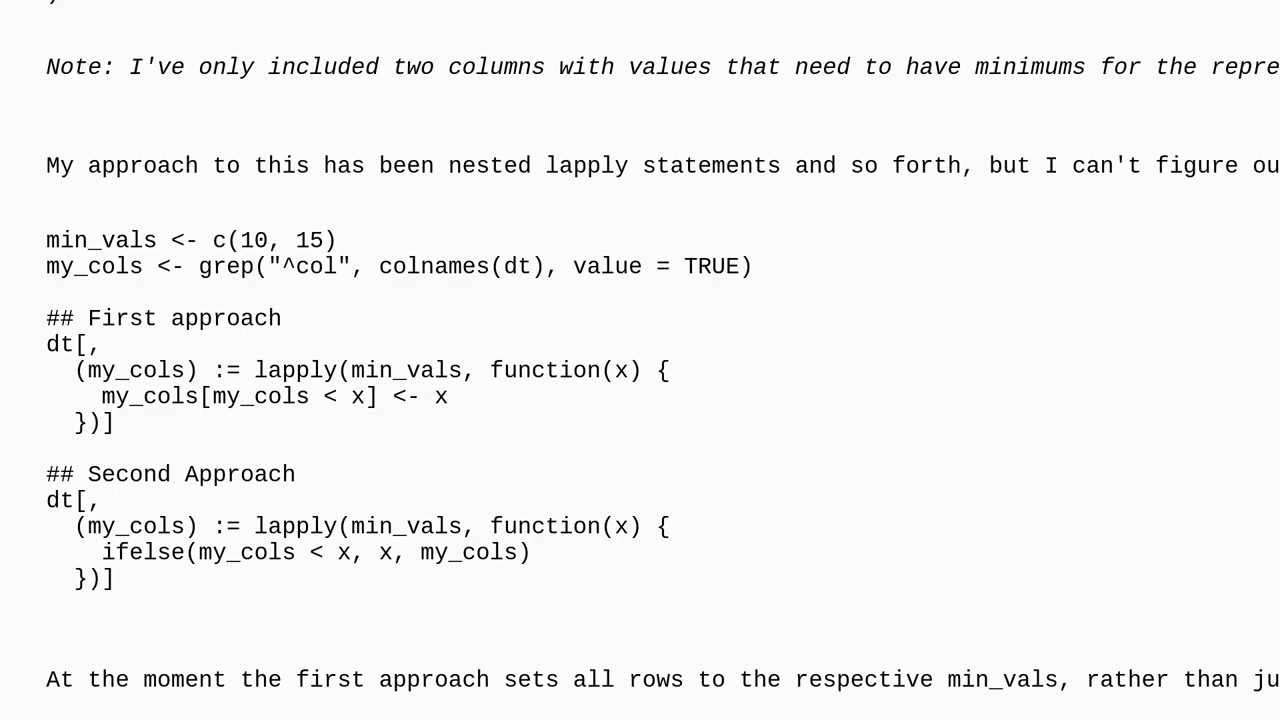 Note: I've only included two columns with values that need to have minimums for the repre
My approach to this has been nested lapply statements and so forth, but I can't figure ou
min_vals <- c(10, 15)
my_cols <- grep("^col", colnames(dt), value = TRUE)
## First approach
dt[,
  (my_cols) := lapply(min_vals, function(x) {
    my_cols[my_cols < x] <- x
  })]
## Second Approach
dt[,
  (my_cols) := lapply(min_vals, function(x) {
    ifelse(my_cols < x, x, my_cols)
  })]
At the moment the first approach sets all rows to the respective min_vals, rather than ju